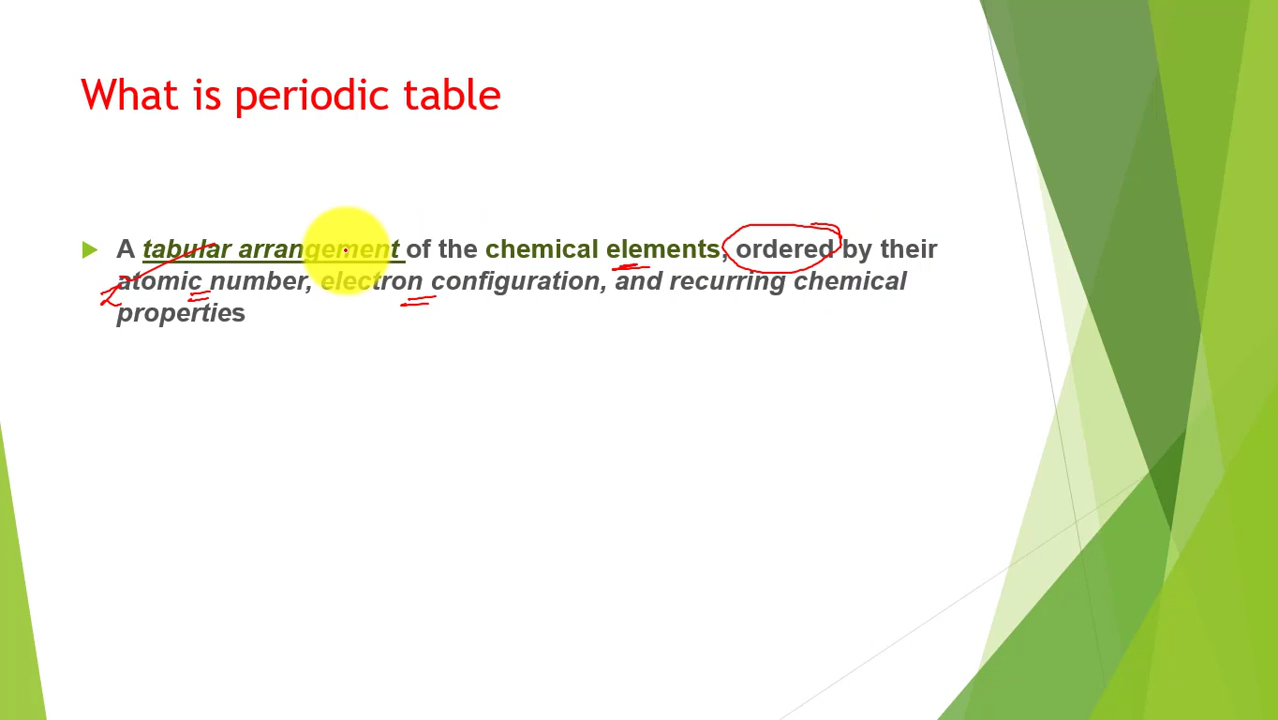 What is periodic table
A tabular arrangement of the chemical elements, ordered by their
atomic number, electron configuration, and recurring chemical
properties